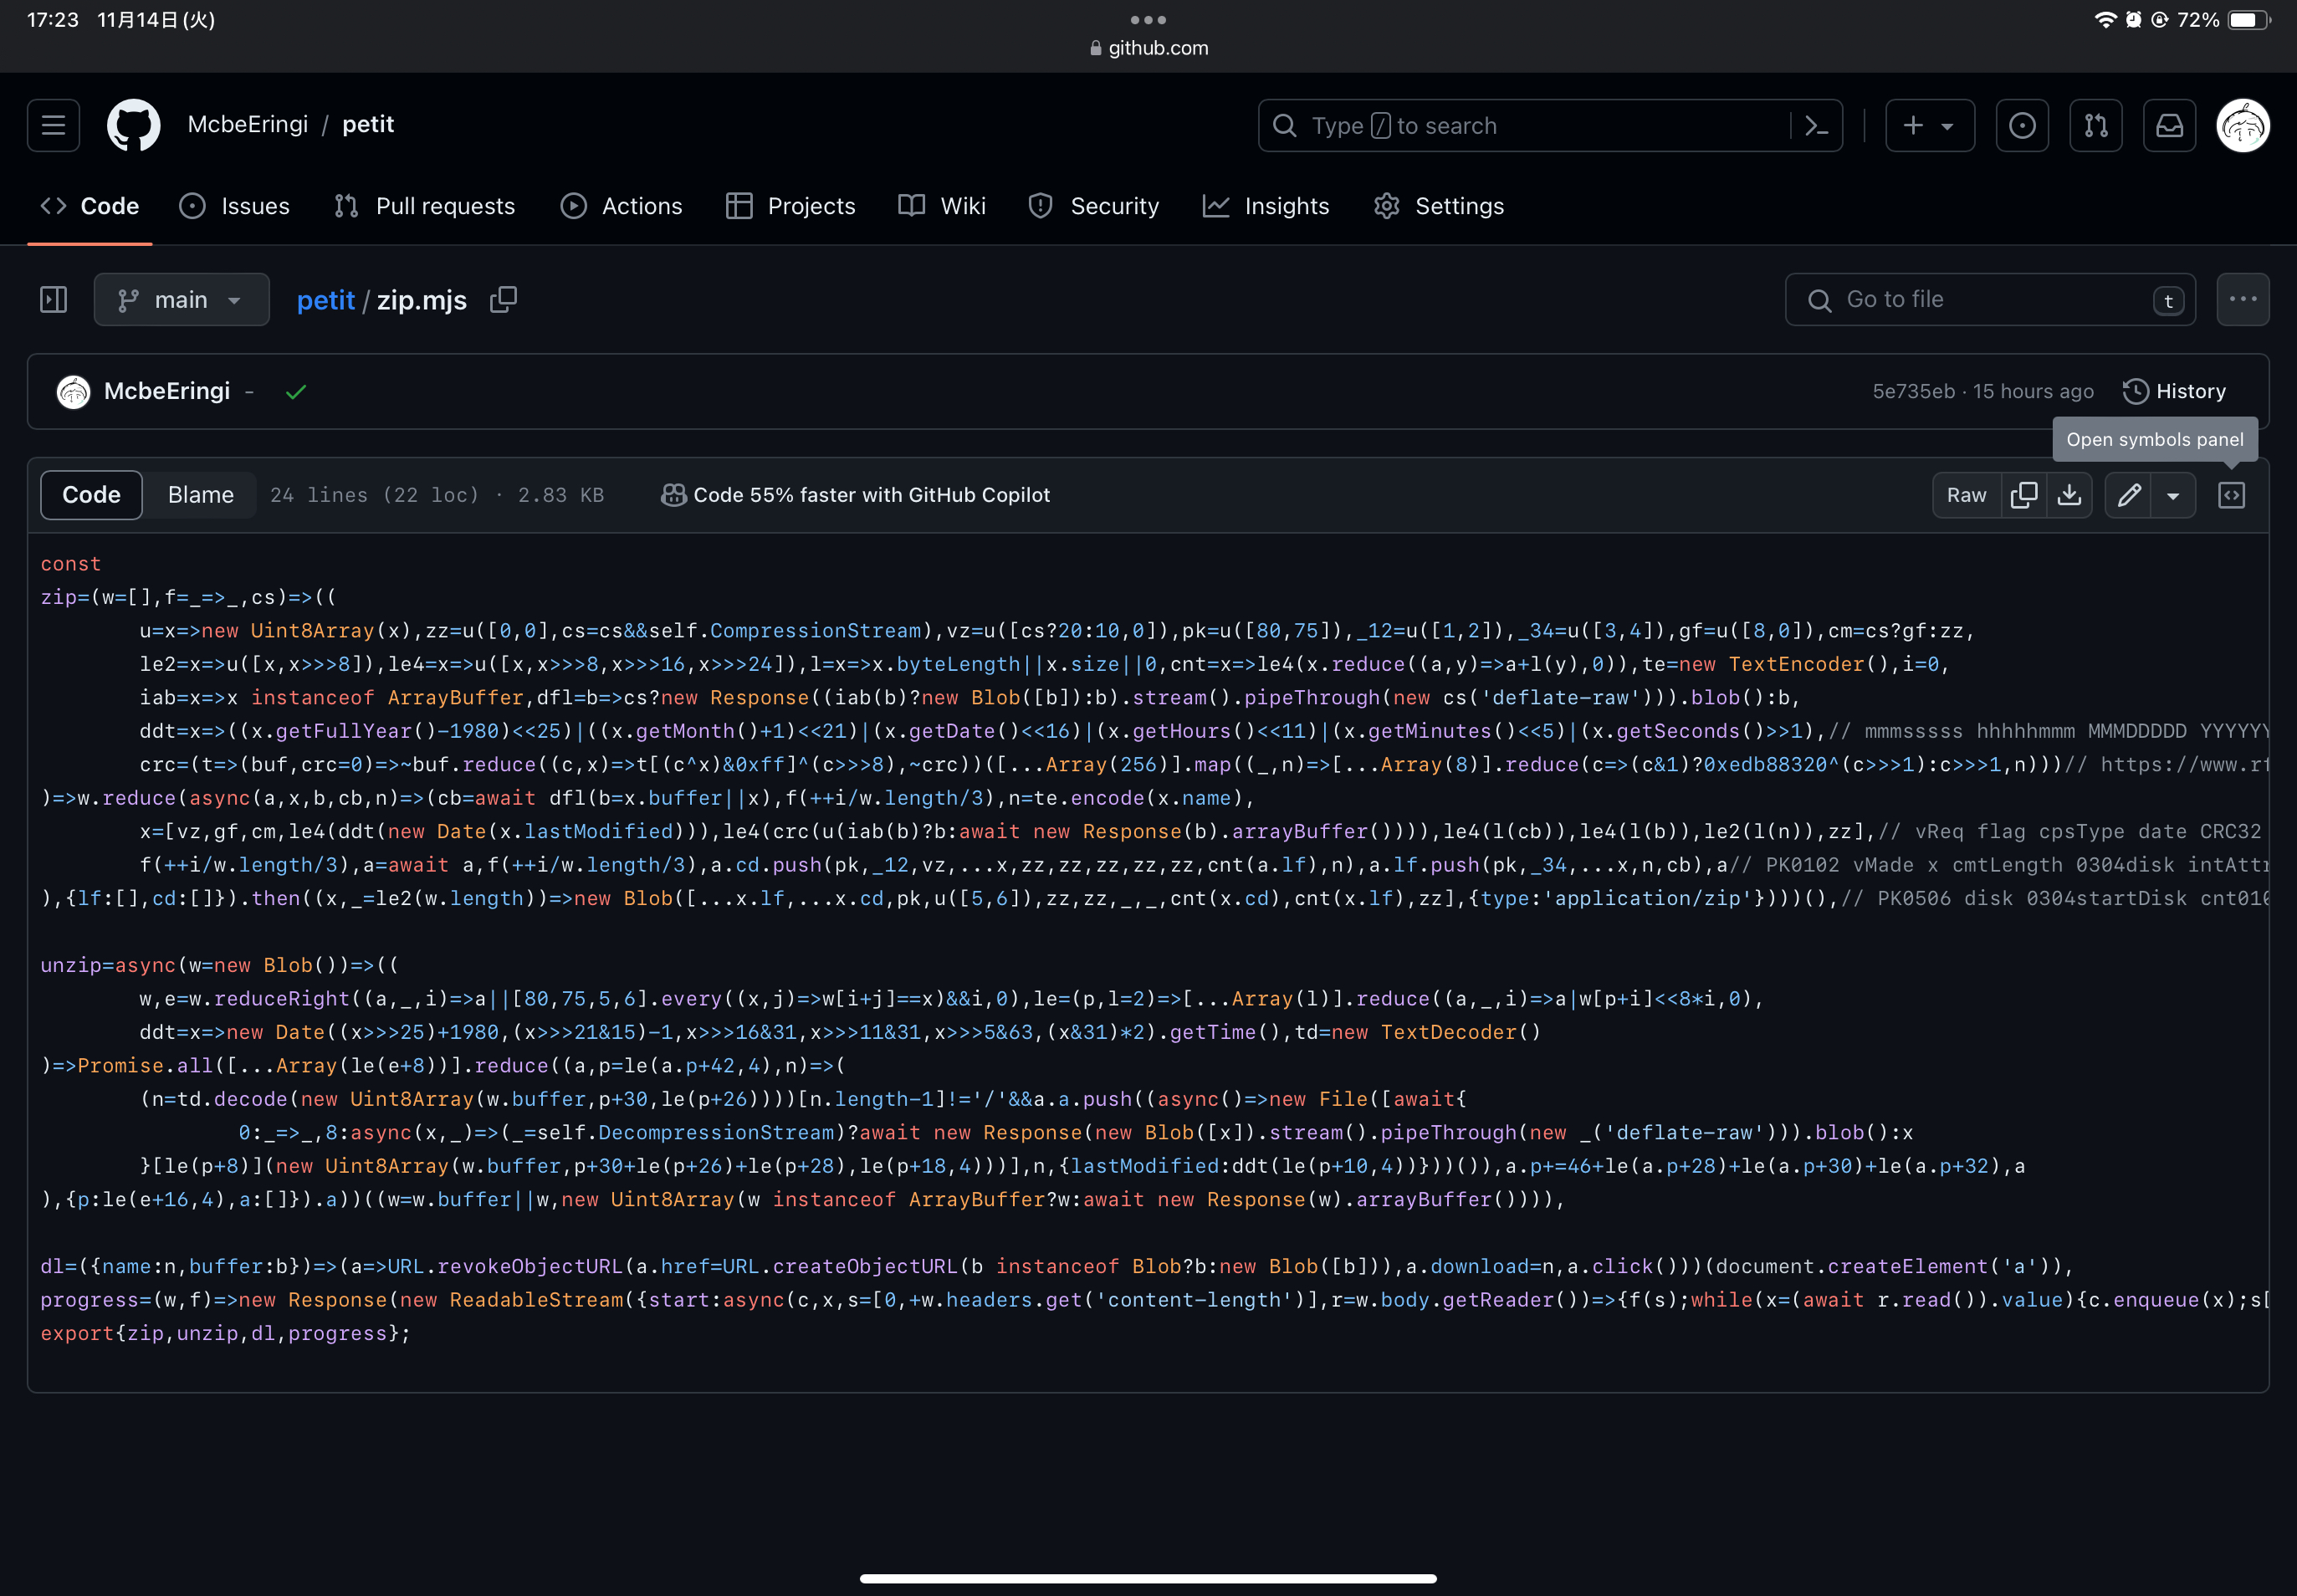 17:23 11月14日(火)
72%
github.com
McbeEringi / petit
Type / to search
Code
Issues
Pull requests
Actions
Projects
Wiki
Security
Insights
Settings
main
petit / zip.mjs
Go to file
t
McbeEringi -
5e735eb · 15 hours ago
History
Open symbols panel
Code
Blame
24 lines (22 loc) · 2.83 KB
Code 55% faster with GitHub Copilot
Raw
const
zip=(w=[],f=_=>_,cs)=>((
	u=x=>new Uint8Array(x),zz=u([0,0],cs=cs&&self.CompressionStream),vz=u([cs?20:10,0]),pk=u([80,75]),_12=u([1,2]),_34=u([3,4]),gf=u([8,0]),cm=cs?gf:zz,
	le2=x=>u([x,x>>>8]),le4=x=>u([x,x>>>8,x>>>16,x>>>24]),l=x=>x.byteLength||x.size||0,cnt=x=>le4(x.reduce((a,y)=>a+l(y),0)),te=new TextEncoder(),i=0,
	iab=x=>x instanceof ArrayBuffer,dfl=b=>cs?new Response((iab(b)?new Blob([b]):b).stream().pipeThrough(new cs('deflate-raw'))).blob():b,
	ddt=x=>((x.getFullYear()-1980)<<25)|((x.getMonth()+1)<<21)|(x.getDate()<<16)|(x.getHours()<<11)|(x.getMinutes()<<5)|(x.getSeconds()>>1),// mmmsssss hhhhhmmm MMMDDDDD YYYYYY
	crc=(t=>(buf,crc=0)=>~buf.reduce((c,x)=>t[(c^x)&0xff]^(c>>>8),~crc))([...Array(256)].map((_,n)=>[...Array(8)].reduce(c=>(c&1)?0xedb88320^(c>>>1):c>>>1,n)))// https://www.rf
)=>w.reduce(async(a,x,b,cb,n)=>(cb=await dfl(b=x.buffer||x),f(++i/w.length/3),n=te.encode(x.name),
	x=[vz,gf,cm,le4(ddt(new Date(x.lastModified))),le4(crc(u(iab(b)?b:await new Response(b).arrayBuffer()))),le4(l(cb)),le4(l(b)),le2(l(n)),zz],// vReq flag cpsType date CRC32
	f(++i/w.length/3),a=await a,f(++i/w.length/3),a.cd.push(pk,_12,vz,...x,zz,zz,zz,zz,zz,cnt(a.lf),n),a.lf.push(pk,_34,...x,n,cb),a// PK0102 vMade x cmtLength 0304disk intAttr
),{lf:[],cd:[]}).then((x,_=le2(w.length))=>new Blob([...x.lf,...x.cd,pk,u([5,6]),zz,zz,_,_,cnt(x.cd),cnt(x.lf),zz],{type:'application/zip'})))(),// PK0506 disk 0304startDisk cnt010
unzip=async(w=new Blob())=>((
	w,e=w.reduceRight((a,_,i)=>a||[80,75,5,6].every((x,j)=>w[i+j]==x)&&i,0),le=(p,l=2)=>[...Array(l)].reduce((a,_,i)=>a|w[p+i]<<8*i,0),
	ddt=x=>new Date((x>>>25)+1980,(x>>>21&15)-1,x>>>16&31,x>>>11&31,x>>>5&63,(x&31)*2).getTime(),td=new TextDecoder()
)=>Promise.all([...Array(le(e+8))].reduce((a,p=le(a.p+42,4),n)=>(
	(n=td.decode(new Uint8Array(w.buffer,p+30,le(p+26))))[n.length-1]!='/'&&a.a.push((async()=>new File([await{
		0:_=>_,8:async(x,_)=>(_=self.DecompressionStream)?await new Response(new Blob([x]).stream().pipeThrough(new _('deflate-raw'))).blob():x
	}[le(p+8)](new Uint8Array(w.buffer,p+30+le(p+26)+le(p+28),le(p+18,4)))],n,{lastModified:ddt(le(p+10,4))}))()),a.p+=46+le(a.p+28)+le(a.p+30)+le(a.p+32),a
),{p:le(e+16,4),a:[]}).a))((w=w.buffer||w,new Uint8Array(w instanceof ArrayBuffer?w:await new Response(w).arrayBuffer()))),
dl=({name:n,buffer:b})=>(a=>URL.revokeObjectURL(a.href=URL.createObjectURL(b instanceof Blob?b:new Blob([b])),a.download=n,a.click()))(document.createElement('a')),
progress=(w,f)=>new Response(new ReadableStream({start:async(c,x,s=[0,+w.headers.get('content-length')],r=w.body.getReader())=>{f(s);while(x=(await r.read()).value){c.enqueue(x);s[
export{zip,unzip,dl,progress};